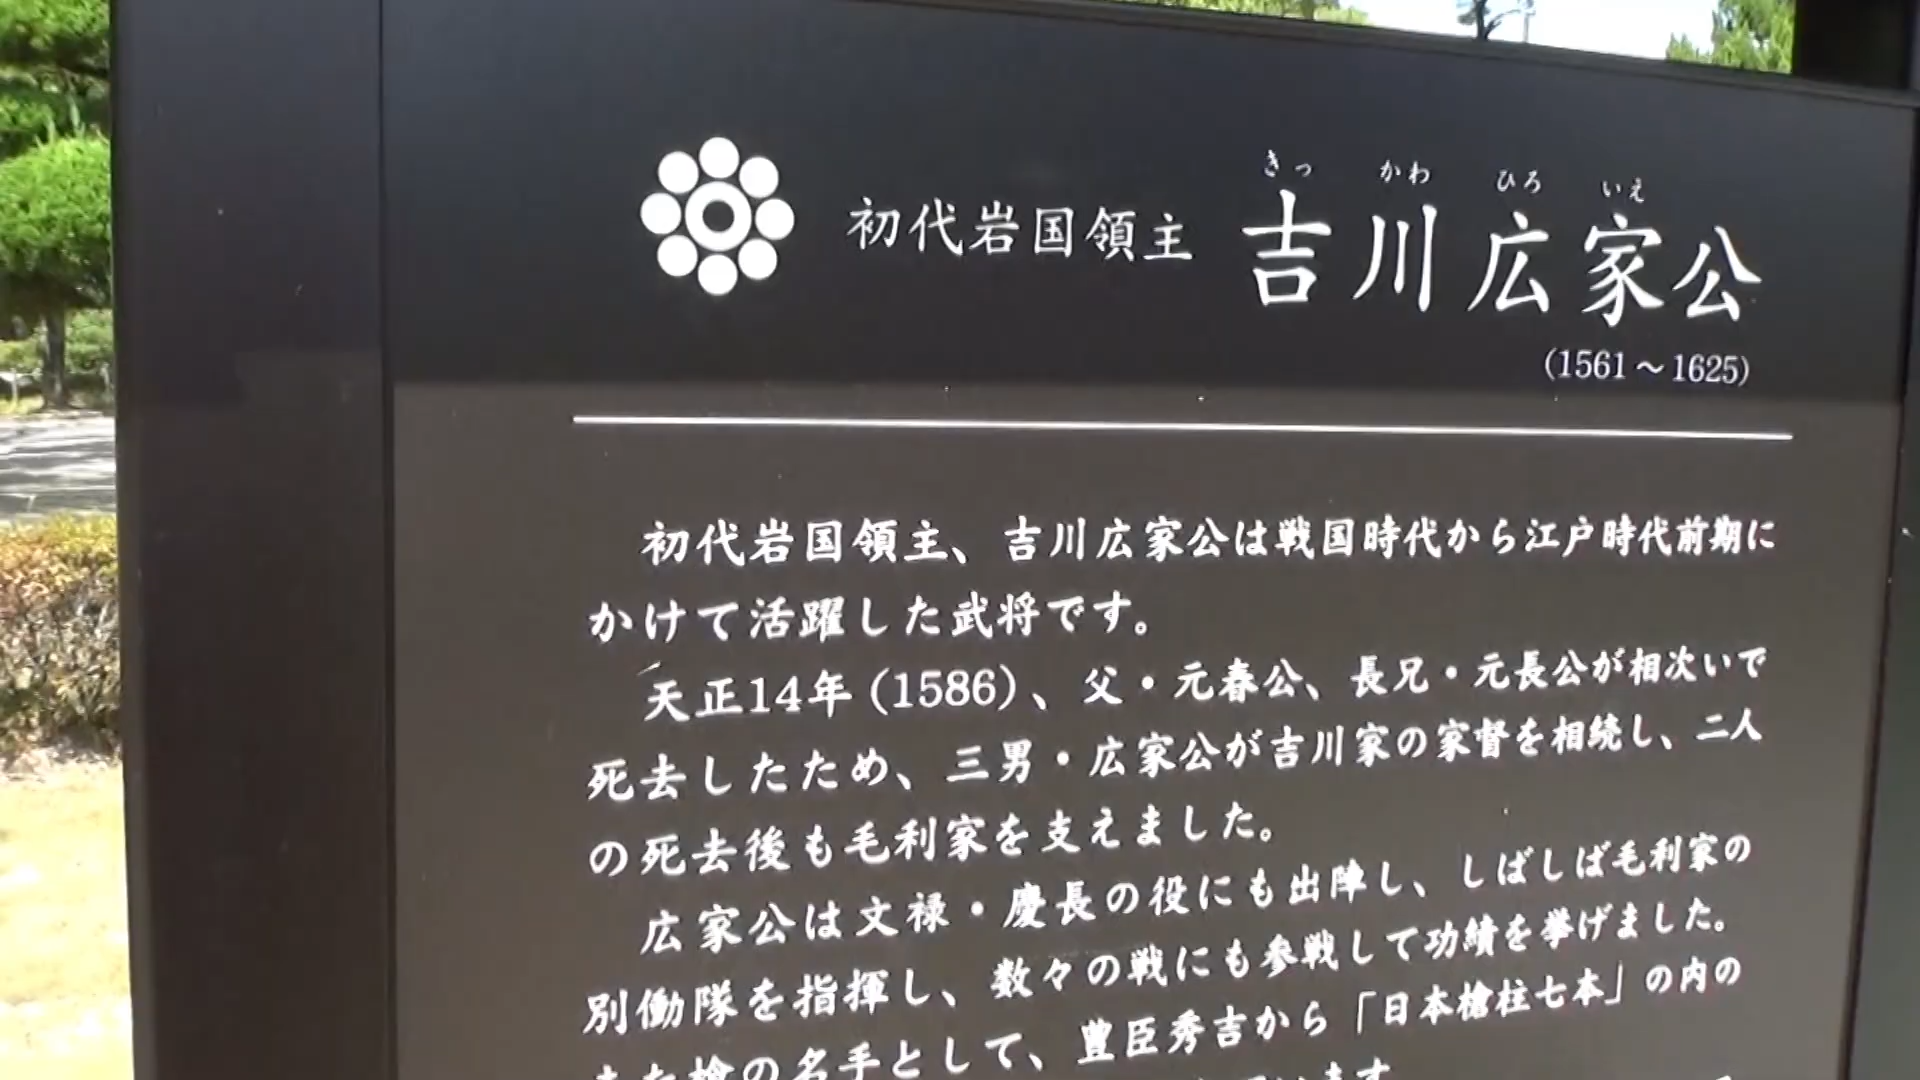 きっ かわ ひろ いえ
初代岩国領主 吉川広家公
(1561～1625)
初代岩国領主、吉川広家公は戦国時代から江戸時代前期に
かけて活躍した武将です。
天正14年(1586)、父・元春公、長兄・元長公が相次いで
死去したため、三男・広家公が吉川家の家督を相続し、二人
の死去後も毛利家を支えました。
広家公は文禄・慶長の役にも出陣し、しばしば毛利家の
別働隊を指揮し、数々の戦にも参戦して功績を挙げました。
また槍の名手として、豊臣秀吉から「日本槍柱七本」の内の